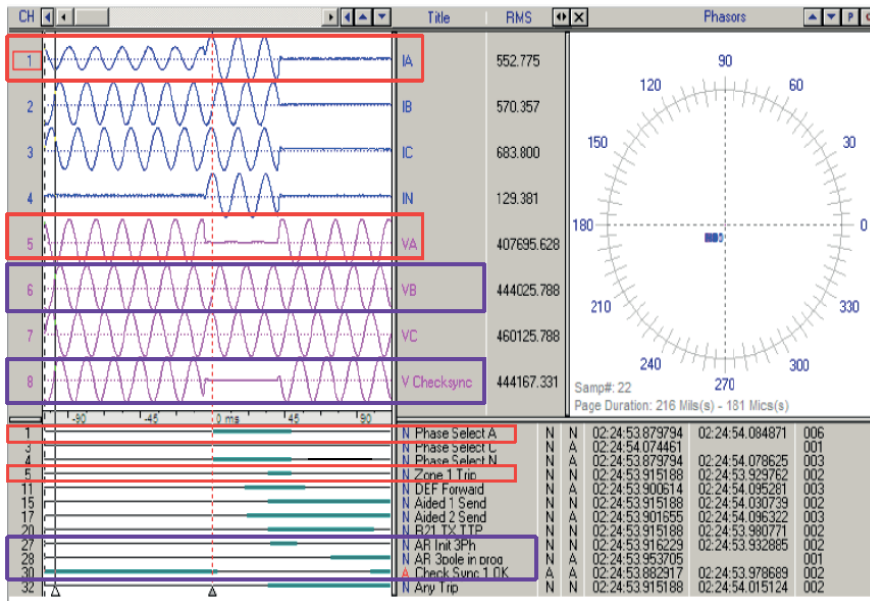 CH Title RMS Phasors P
1 IA 552.775
2 IB 570.357
3 IC 683.800
4 IN 129.381
5 VA 407695.628
6 VB 444025.788
7 VC 460125.788
8 V Checksync 444167.331
90
120 60
150 30
180 0
210 330
240 300
270
Samp#: 22
Page Duration: 216 Mils(s) - 181 Mics(s)
-90 -45 0 ms 45 90
1 N Phase Select A N N 02:24:53.879794 02:24:54.084871 006
3 N Phase Select C N A 02:24:54.074461 001
4 N Phase Select N N A 02:24:53.879794 02:24:54.078625 003
5 N Zone 1 Trip N N 02:24:53.915188 02:24:53.929762 002
11 N DEF Forward N A 02:24:53.900614 02:24:54.095281 003
15 N Aided 1 Send N N 02:24:53.915188 02:24:54.030739 002
17 N Aided 2 Send N A 02:24:53.901655 02:24:54.096322 003
20 N B21 TX TTP N N 02:24:53.915188 02:24:53.980771 002
27 N AR Init 3Ph N N 02:24:53.916229 02:24:53.932885 002
28 N AR 3pole in prog N A 02:24:53.953705 001
30 A Check Sync 1 OK A A 02:24:53.882917 02:24:53.978689 002
32 N Any Trip N N 02:24:53.915188 02:24:54.015124 002